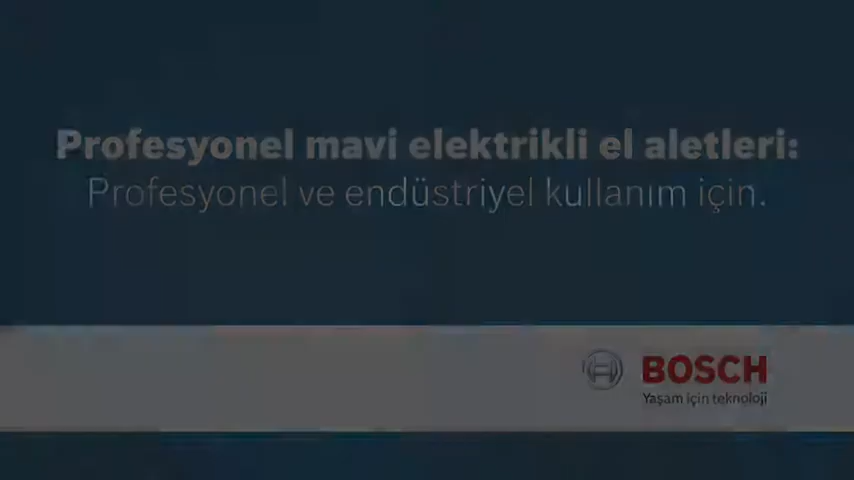 Profesyonel mavi elektrikli el aletleri:
Profesyonel ve endüstriyel kullanım için.
BOSCH
Yaşam için teknoloji